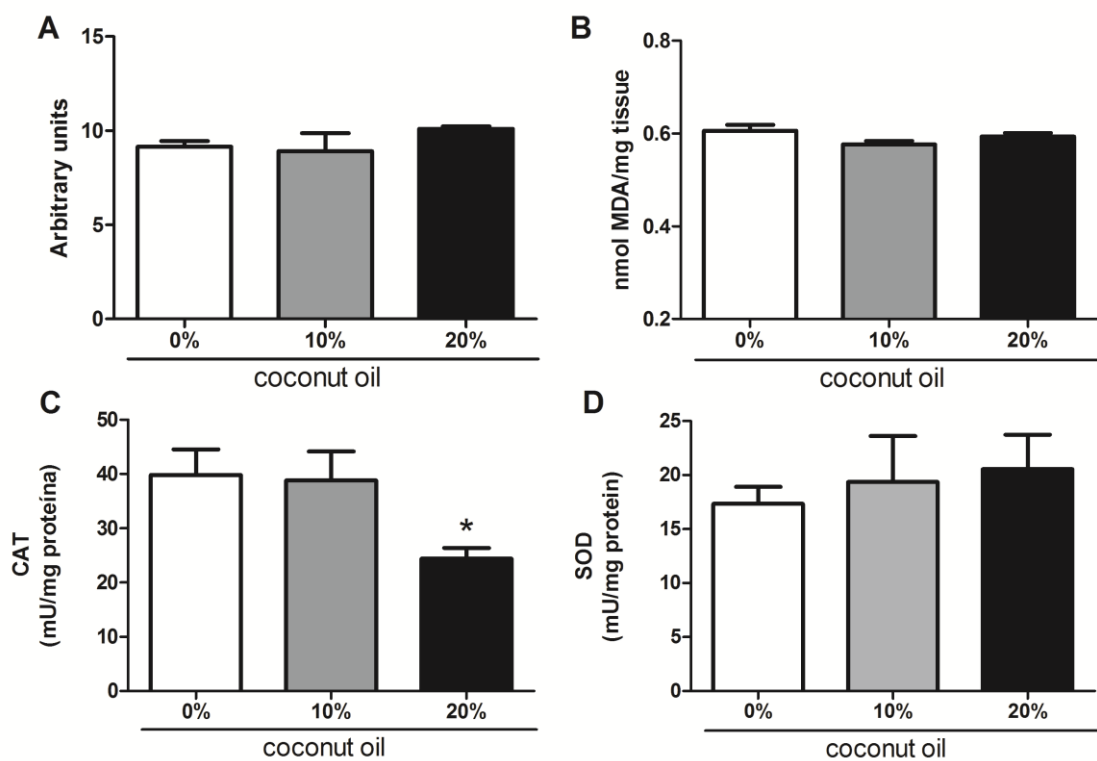 A
Arbitrary units
15
10
5
0
0% 10% 20%
coconut oil
B
nmol MDA/mg tissue
0.8
0.6
0.4
0.2
0% 10% 20%
coconut oil
C
CAT
(mU/mg proteína)
50
40
30
20
10
0
*
0% 10% 20%
coconut oil
D
SOD
(mU/mg protein)
25
20
15
10
5
0
0% 10% 20%
coconut oil